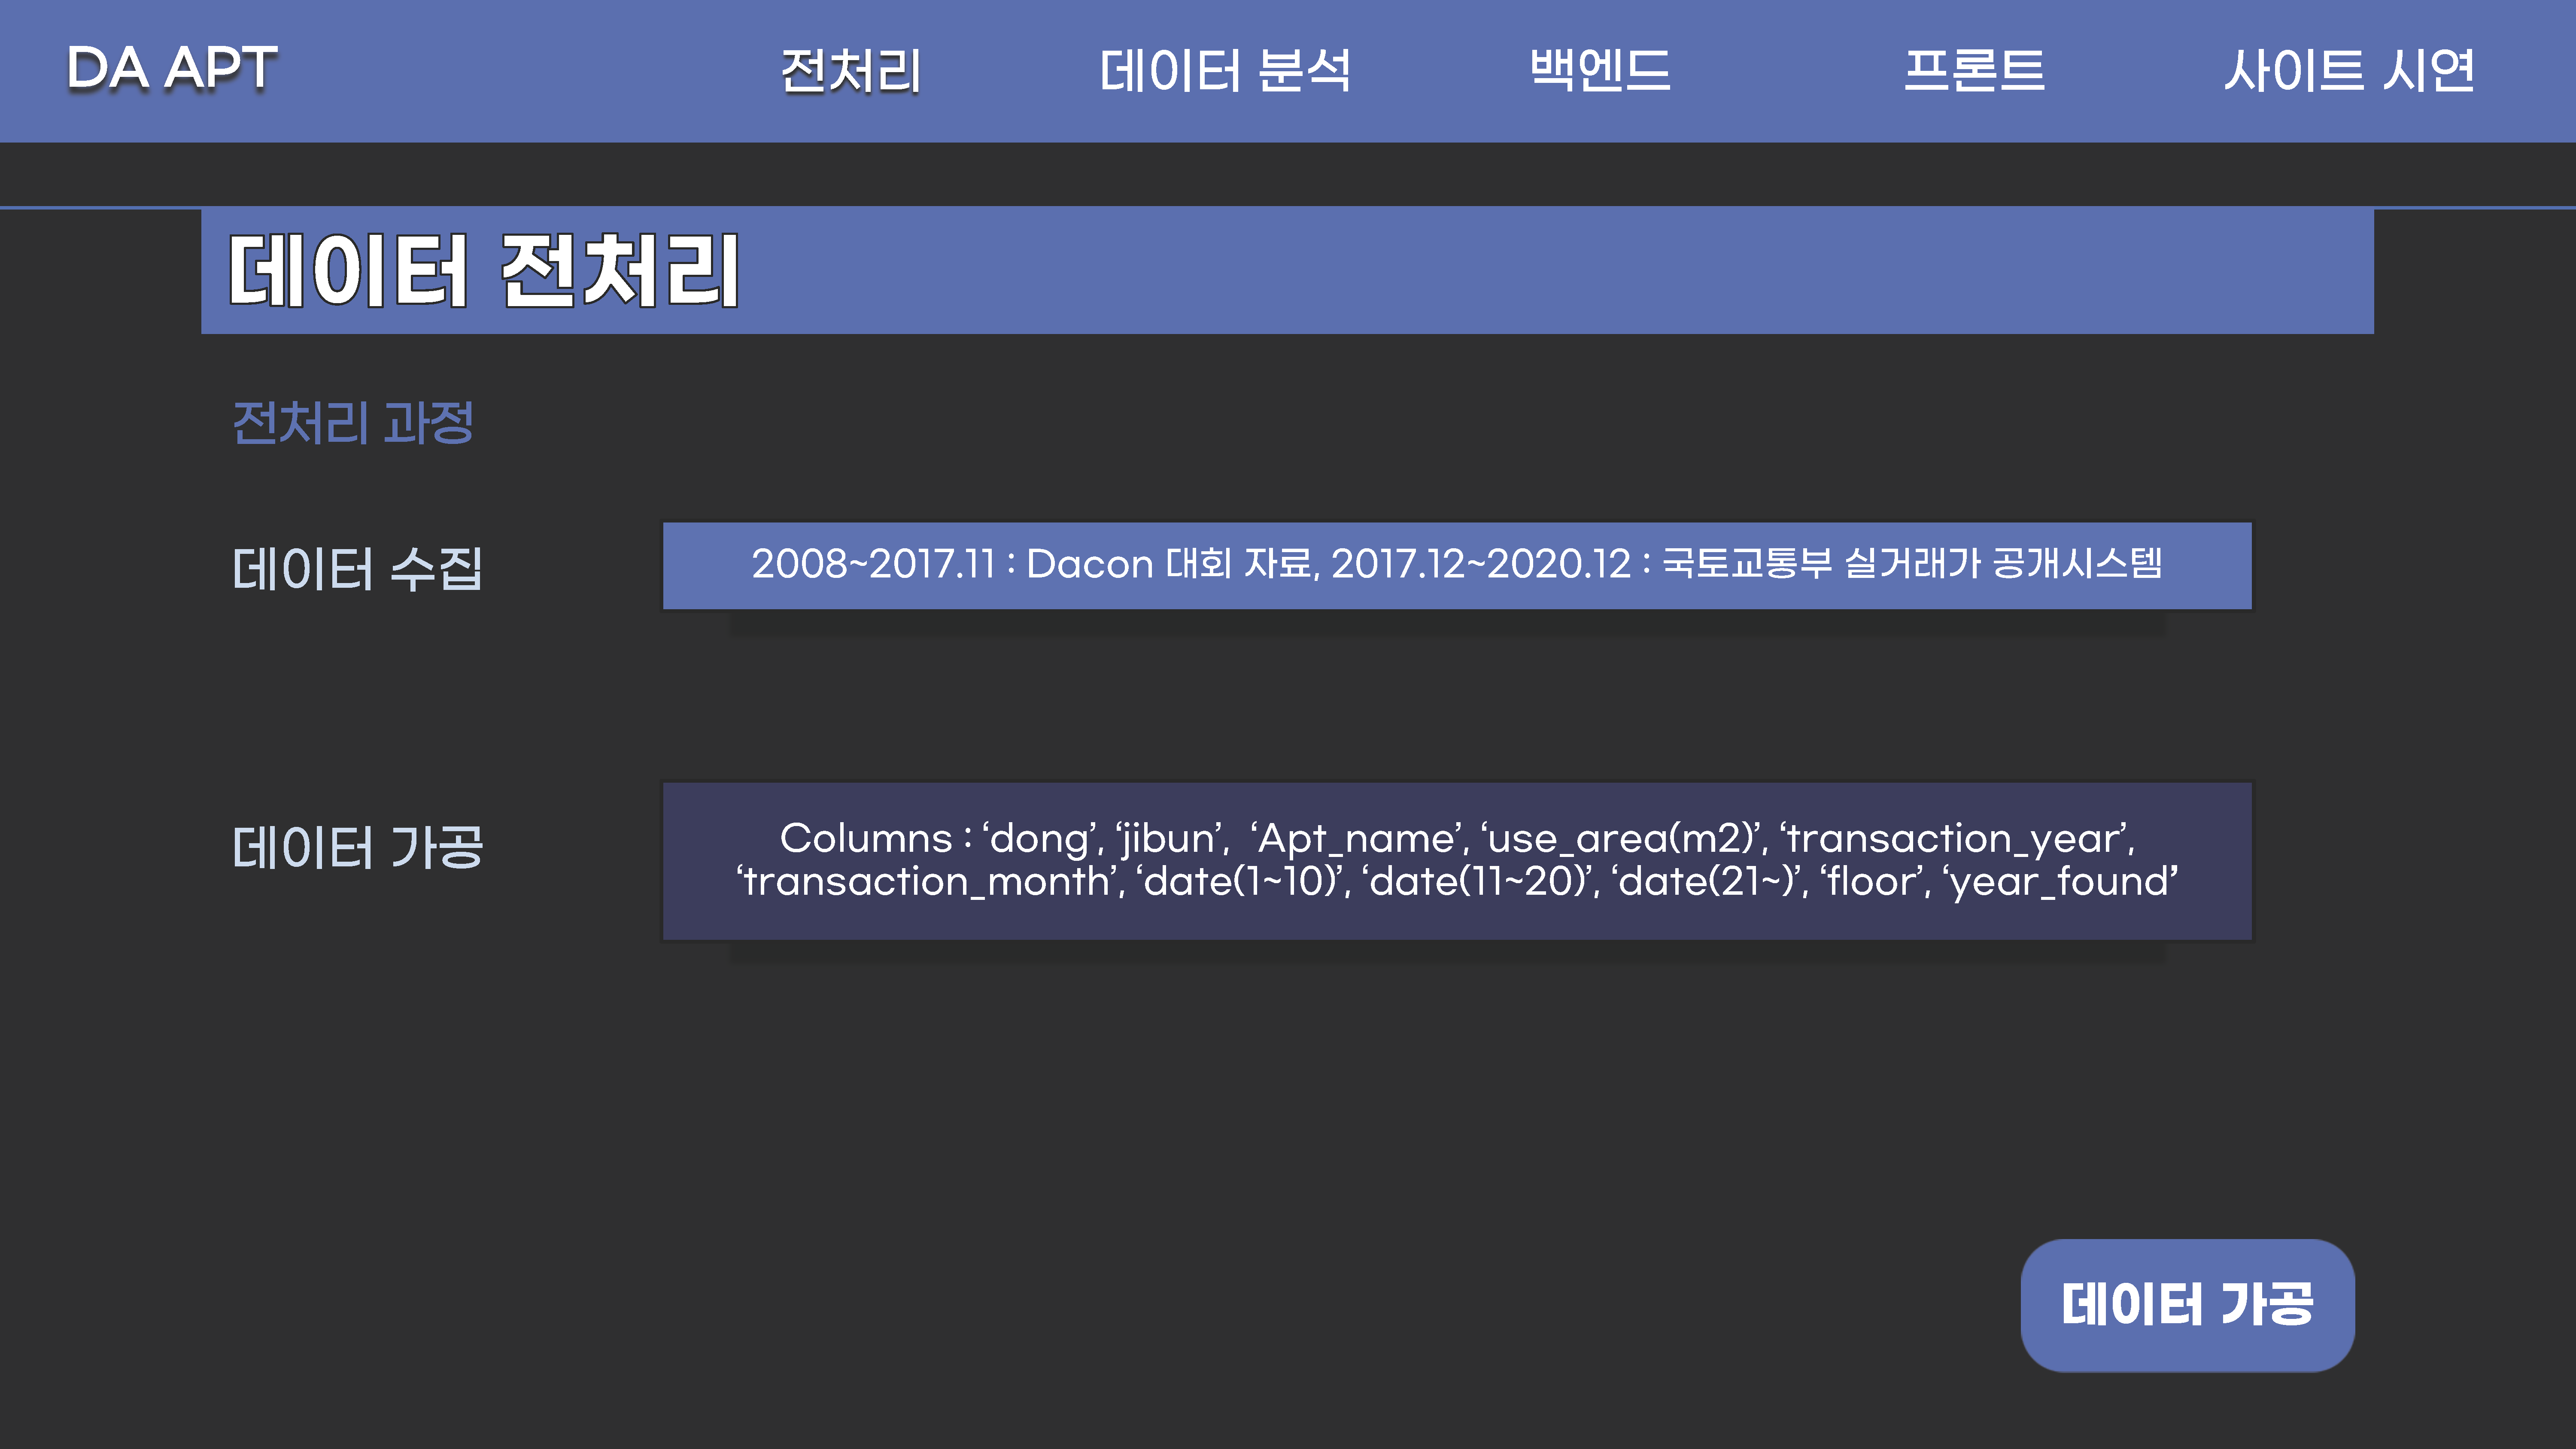 DA APT
전처리
데이터 분석
백엔드
프론트
사이트 시연
데이터 전처리
전처리 과정
데이터 수집
2008~2017.11 : Dacon 대회 자료, 2017.12~2020.12 : 국토교통부 실거래가 공개시스템
데이터 가공
Columns : ‘dong’, ‘jibun’, ‘Apt_name’, ‘use_area(m2)’, ‘transaction_year’,
‘transaction_month’, ‘date(1~10)’, ‘date(11~20)’, ‘date(21~)’, ‘floor’, ‘year_found’
데이터 가공